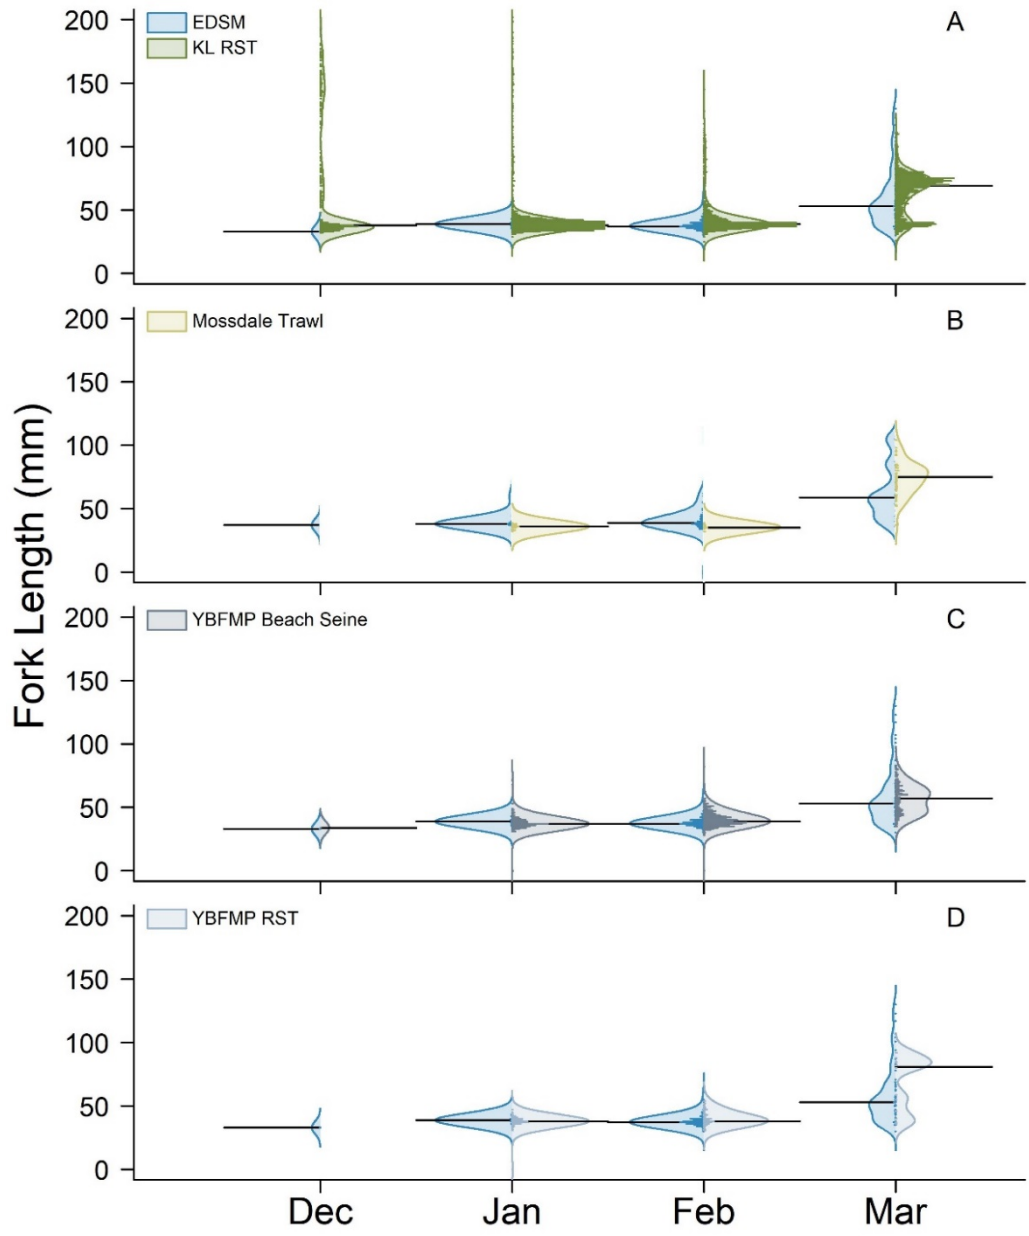 Fork Length (mm)
200
150
100
50
0
EDSM
KL RST
A
200
150
100
50
0
Mossdale Trawl
B
200
150
100
50
0
YBFMP Beach Seine
C
200
150
100
50
0
YBFMP RST
D
Dec Jan Feb Mar